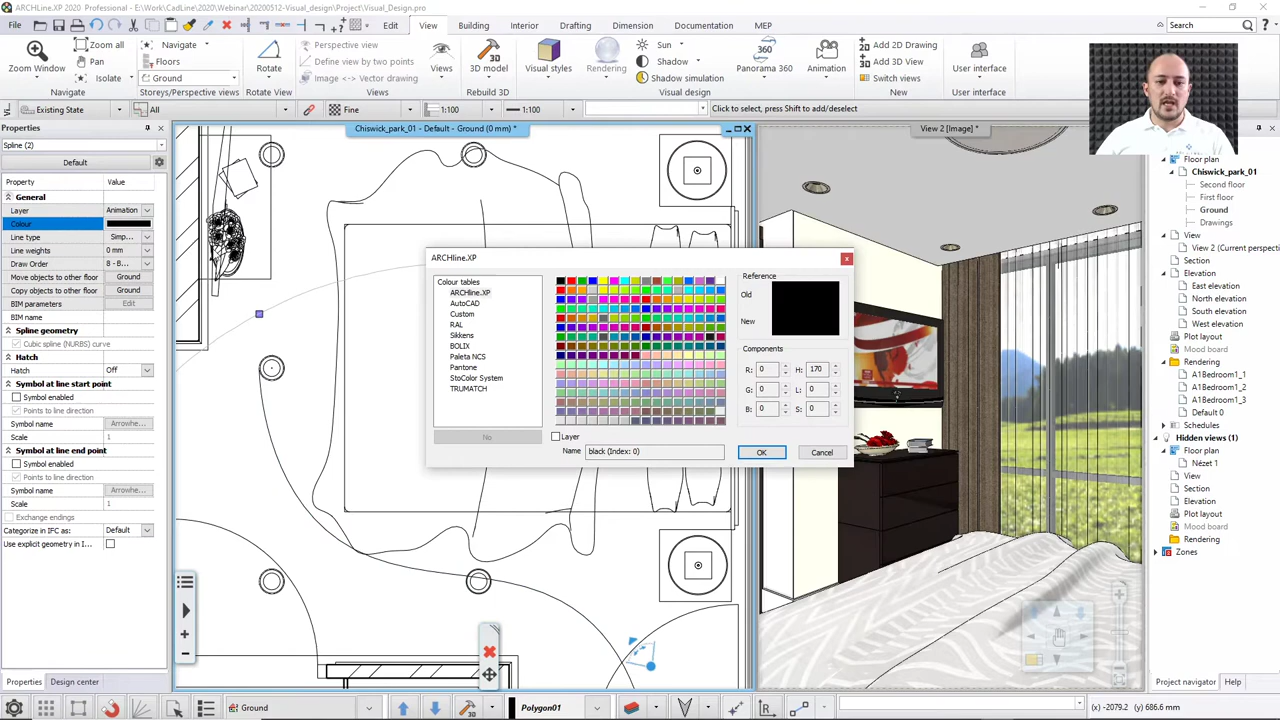 ARCHLine.XP 2020 Professional - E:\Work\CadLine\Webinar\20200512-Visual_design\Project\Visual_Design.pro
File Edit View Building Interior Drafting Dimension Documentation MEP Search
Zoom Window
Zoom all
Pan
Isolate
Navigate
Navigate
Floors
Ground
Storeys/Perspective views
Rotate
Rotate View
Perspective view
Define view by two points
Image <-> Vector drawing
Views
Views
3D model
Rebuild 3D
Visual styles
Rendering
Sun
Shadow
Shadow simulation
Visual design
Panorama 360
Animation
Add 2D Drawing
Add 3D View
Switch views
New
User interface
User interface
Existing State All Fine 1:100 1:100 Click to select, press Shift to add/deselect
Properties
Spline (2)
Default
Property Value
General
Layer Animation
Colour
Line type Simp...
Line weights 0 mm
Draw Order 8 - B...
Move objects to other floor Ground
Copy objects to other floor Ground
BIM parameters Edit
BIM name
Spline geometry
Cubic spline (NURBS) curve
Hatch
Hatch Off
Symbol at line start point
Symbol enabled
Points to line direction
Symbol name Arrowhe...
Scale 1
Symbol at line end point
Symbol enabled
Points to line direction
Symbol name Arrowhe...
Scale 1
Exchange endings
Categorize in IFC as: Default
Use explicit geometry in I...
Properties Design center
Chiswick_park_01 - Default - Ground (0 mm) *
View 2 [Image] *
ARCHline.XP
Colour tables
ARCHline.XP
AutoCAD
Custom
RAL
Sikkens
BOLIX
Paleta NCS
Pantone
StoColor System
TRUMATCH
No
Layer
Name black (Index: 0)
Reference
Old
New
Components
R: 0 H: 170
G: 0 L: 0
B: 0 S: 0
OK Cancel
Floor plan
Chiswick_park_01
Second floor
First floor
Ground
Drawings
View
View 2 (Current perspecti
Section
Elevation
East elevation
North elevation
South elevation
West elevation
Plot layout
Mood board
Rendering
A1Bedroom1_1
A1Bedroom1_2
A1Bedroom1_3
Default 0
Schedules
Hidden views (1)
Floor plan
Nézet 1
View
Section
Elevation
Plot layout
Mood board
Rendering
Zones
Project navigator Help
Ground Polygon01 (x) -2079.2 (y) 686.6 mm